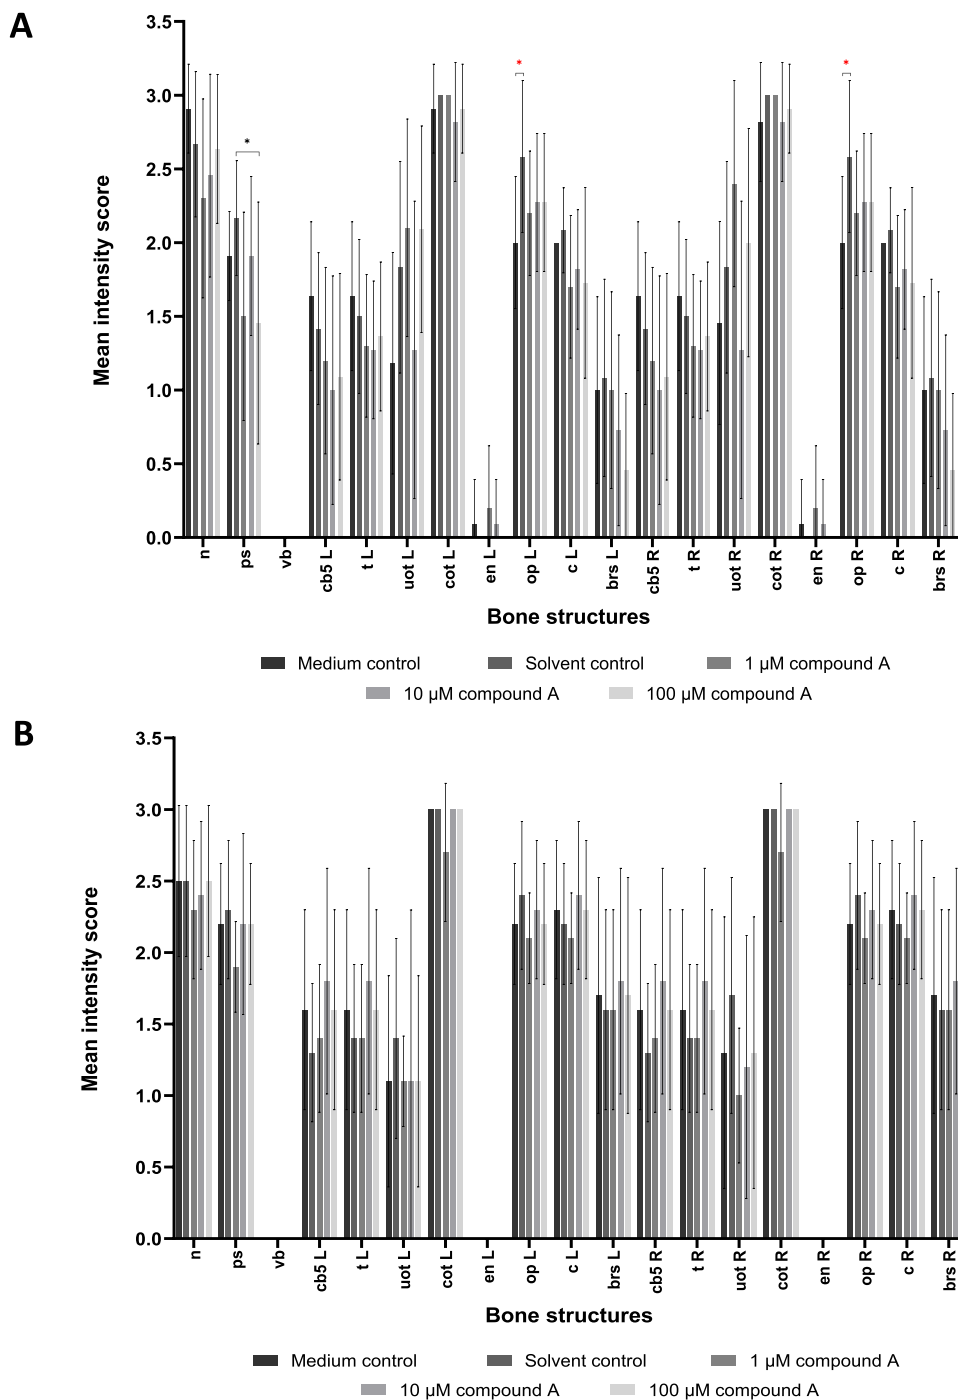 A
3.5
3.0
2.5
2.0
1.5
1.0
0.5
0.0
Mean intensity score
* * *
n ps vb cb5 L t L uot L cot L en L op L c L brs L cb5 R t R uot R cot R en R op R c R brs R
Bone structures
Medium control Solvent control 1 µM compound A
10 µM compound A 100 µM compound A
B
3.5
3.0
2.5
2.0
1.5
1.0
0.5
0.0
Mean intensity score
n ps vb cb5 L t L uot L cot L en L op L c L brs L cb5 R t R uot R cot R en R op R c R brs R
Bone structures
Medium control Solvent control 1 µM compound A
10 µM compound A 100 µM compound A